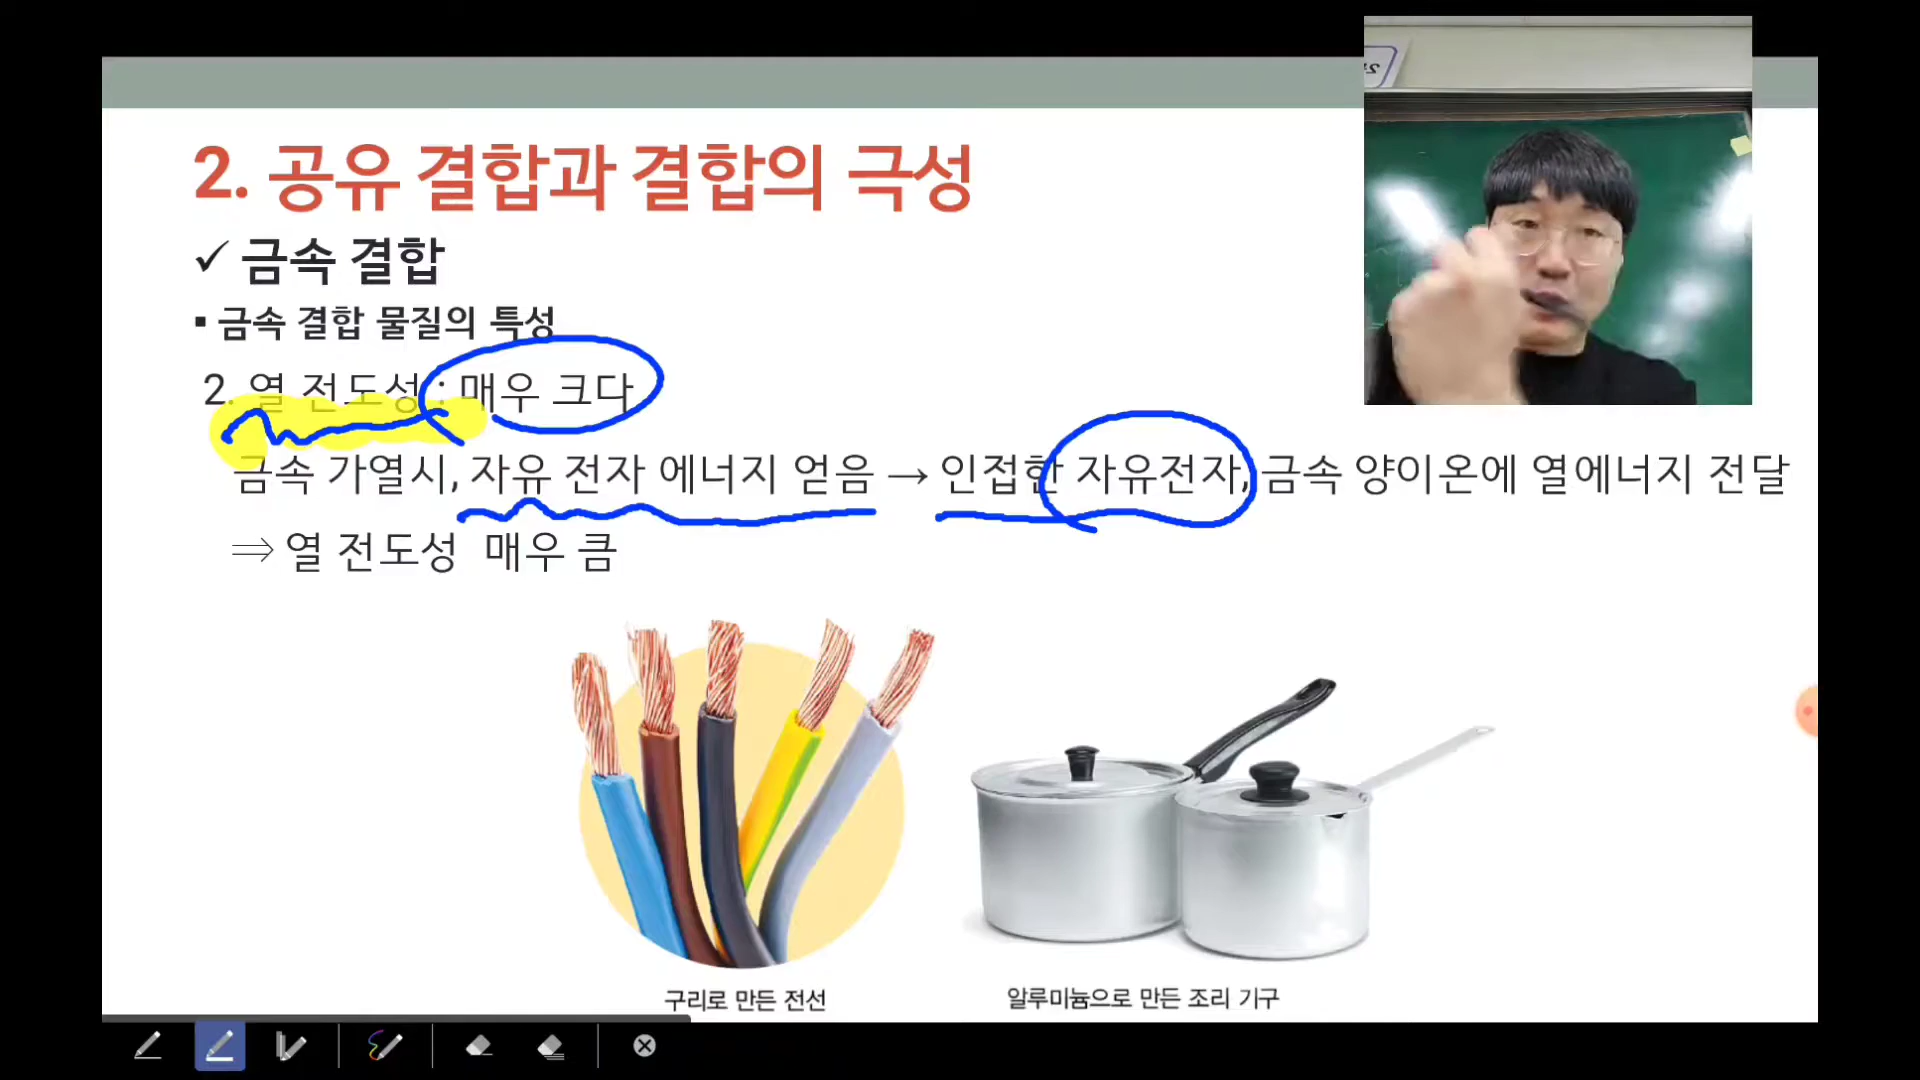 2. 공유 결합과 결합의 극성
✓ 금속 결합
▪ 금속 결합 물질의 특성
2. 열 전도성 : 매우 크다
금속 가열시, 자유 전자 에너지 얻음 → 인접한 자유전자, 금속 양이온에 열에너지 전달
⇒ 열 전도성 매우 큼
구리로 만든 전선
알루미늄으로 만든 조리 기구